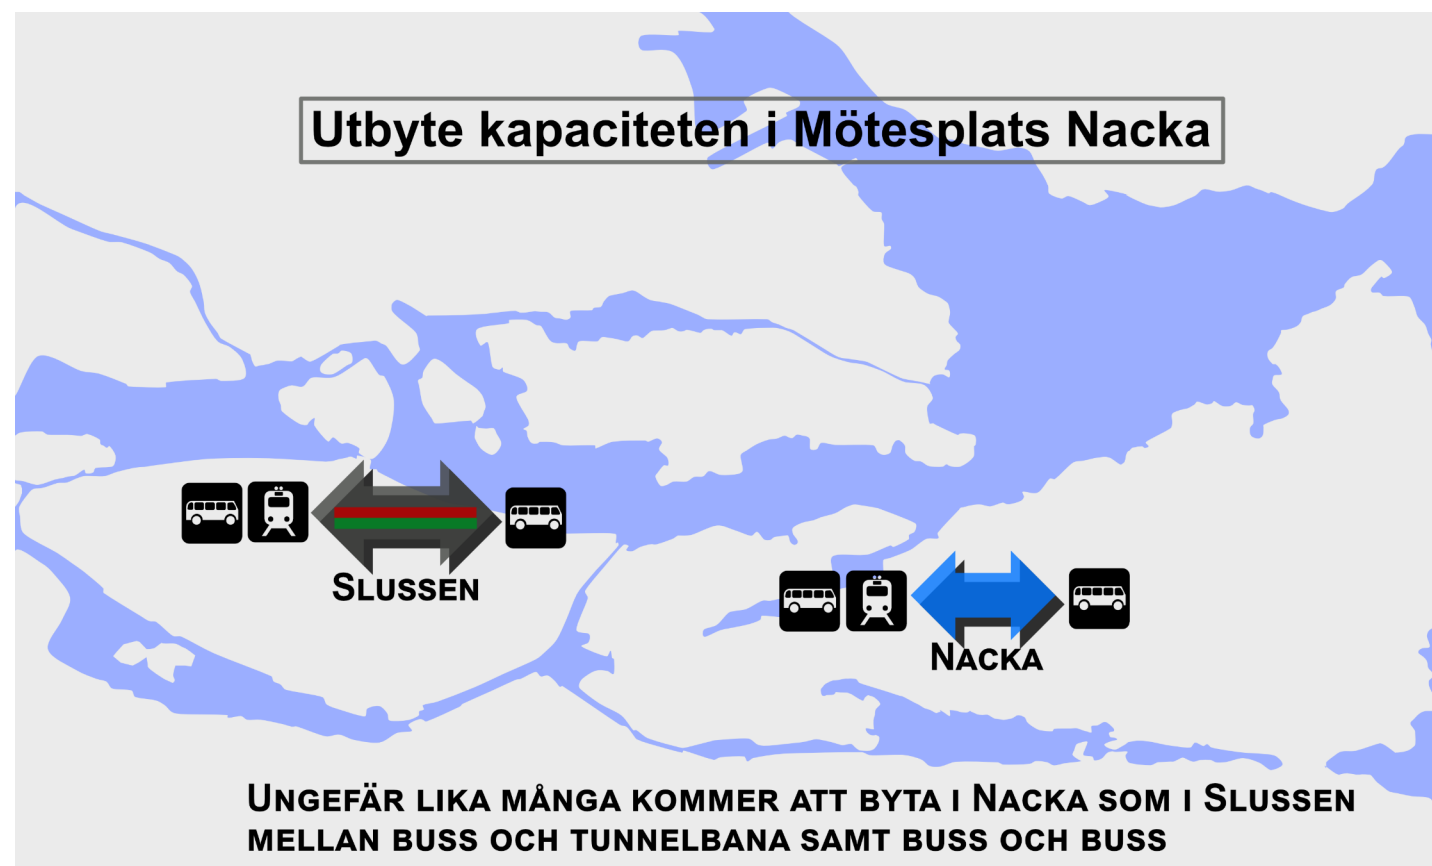 Utbyte kapaciteten i Mötesplats Nacka
SLUSSEN
NACKA
UNGEFÄR LIKA MÅNGA KOMMER ATT BYTA I NACKA SOM I SLUSSEN
MELLAN BUSS OCH TUNNELBANA SAMT BUSS OCH BUSS